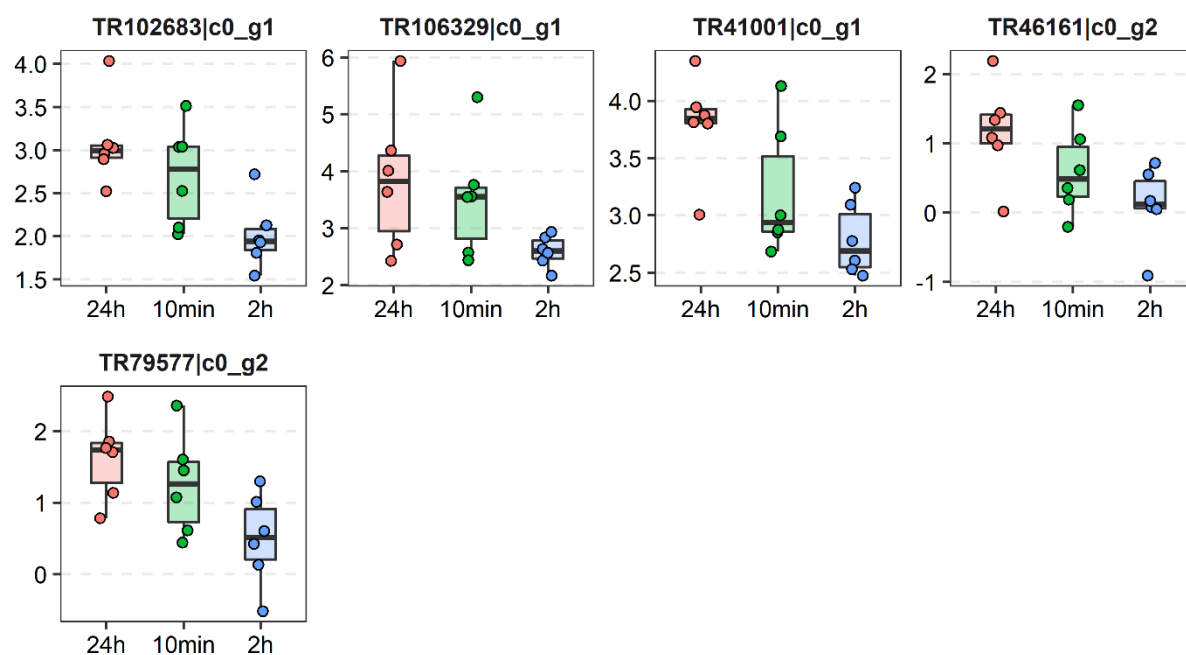 TR102683|c0_g1
4.0
3.5
3.0
2.5
2.0
1.5
24h 10min 2h
TR106329|c0_g1
6
5
4
3
2
24h 10min 2h
TR41001|c0_g1
4.0
3.5
3.0
2.5
24h 10min 2h
TR46161|c0_g2
2
1
0
-1
24h 10min 2h
TR79577|c0_g2
2
1
0
24h 10min 2h